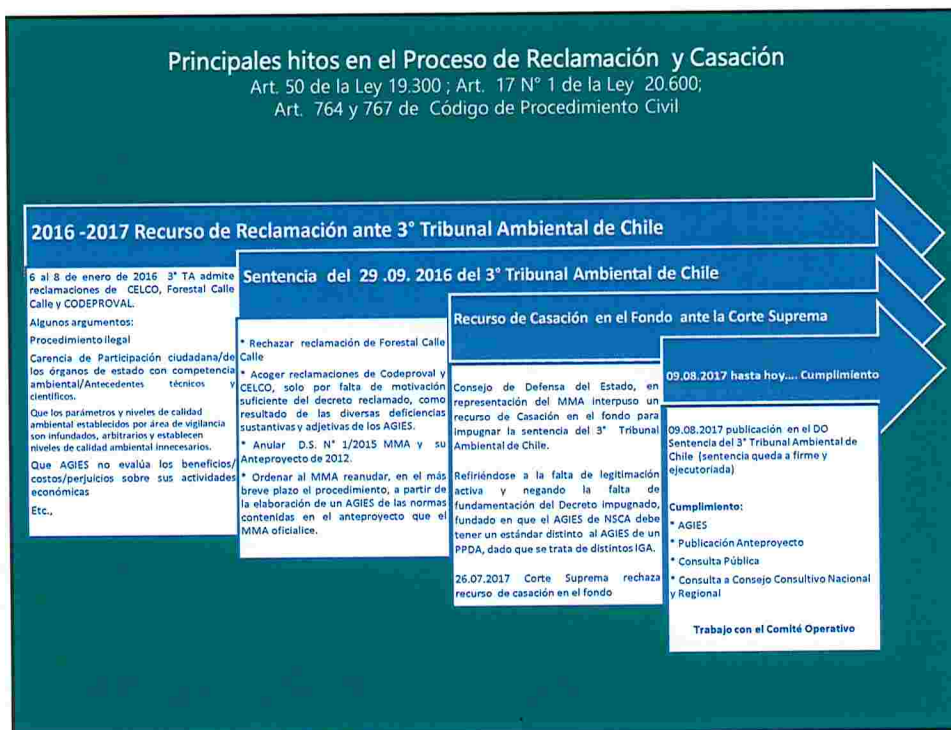 Principales hitos en el Proceso de Reclamación y Casación
Art. 50 de la Ley 19.300 ; Art. 17 N° 1 de la Ley 20.600;
Art. 764 y 767 de Código de Procedimiento Civil
2016 -2017 Recurso de Reclamación ante 3° Tribunal Ambiental de Chile
6 al 8 de enero de 2016 3° TA admite
reclamaciones de CELCO, Forestal Calle
Calle y CODEPROVAL.
Algunos argumentos:
Procedimiento ilegal
Carencia de Participación ciudadana/de
los órganos de estado con competencia
ambiental/Antecedentes técnicos y
científicos.
Que los parámetros y niveles de calidad
ambiental establecidos por área de vigilancia
son infundados, arbitrarios y establecen
niveles de calidad ambiental innecesarios.
Que AGIES no evalúa los beneficios/
costos/perjuicios sobre sus actividades
económicas
Etc.,
Sentencia del 29 .09. 2016 del 3° Tribunal Ambiental de Chile
* Rechazar reclamación de Forestal Calle
Calle
* Acoger reclamaciones de Codeproval y
CELCO, solo por falta de motivación
suficiente del decreto reclamado, como
resultado de las diversas deficiencias
sustantivas y adjetivas de los AGIES.
* Anular D.S. N° 1/2015 MMA y su
Anteproyecto de 2012.
* Ordenar al MMA reanudar, en el más
breve plazo el procedimiento, a partir de
la elaboración de un AGIES de las normas
contenidas en el anteproyecto que el
MMA oficialice.
Recurso de Casación en el Fondo ante la Corte Suprema
Consejo de Defensa del Estado, en
representación del MMA interpuso un
recurso de Casación en el fondo para
impugnar la sentencia del 3° Tribunal
Ambiental de Chile.
Refiriéndose a la falta de legitimación
activa y negando la falta de
fundamentación del Decreto impugnado,
fundado en que el AGIES de NSCA debe
tener un estándar distinto al AGIES de un
PPDA, dado que se trata de distintos IGA.
26.07.2017 Corte Suprema rechaza
recurso de casación en el fondo
09.08.2017 hasta hoy.... Cumplimiento
09.08.2017 publicación en el DO
Sentencia del 3° Tribunal Ambiental de
Chile (sentencia queda a firme y
ejecutoriada)
Cumplimiento:
* AGIES
* Publicación Anteproyecto
* Consulta Pública
* Consulta a Consejo Consultivo Nacional
y Regional
Trabajo con el Comité Operativo